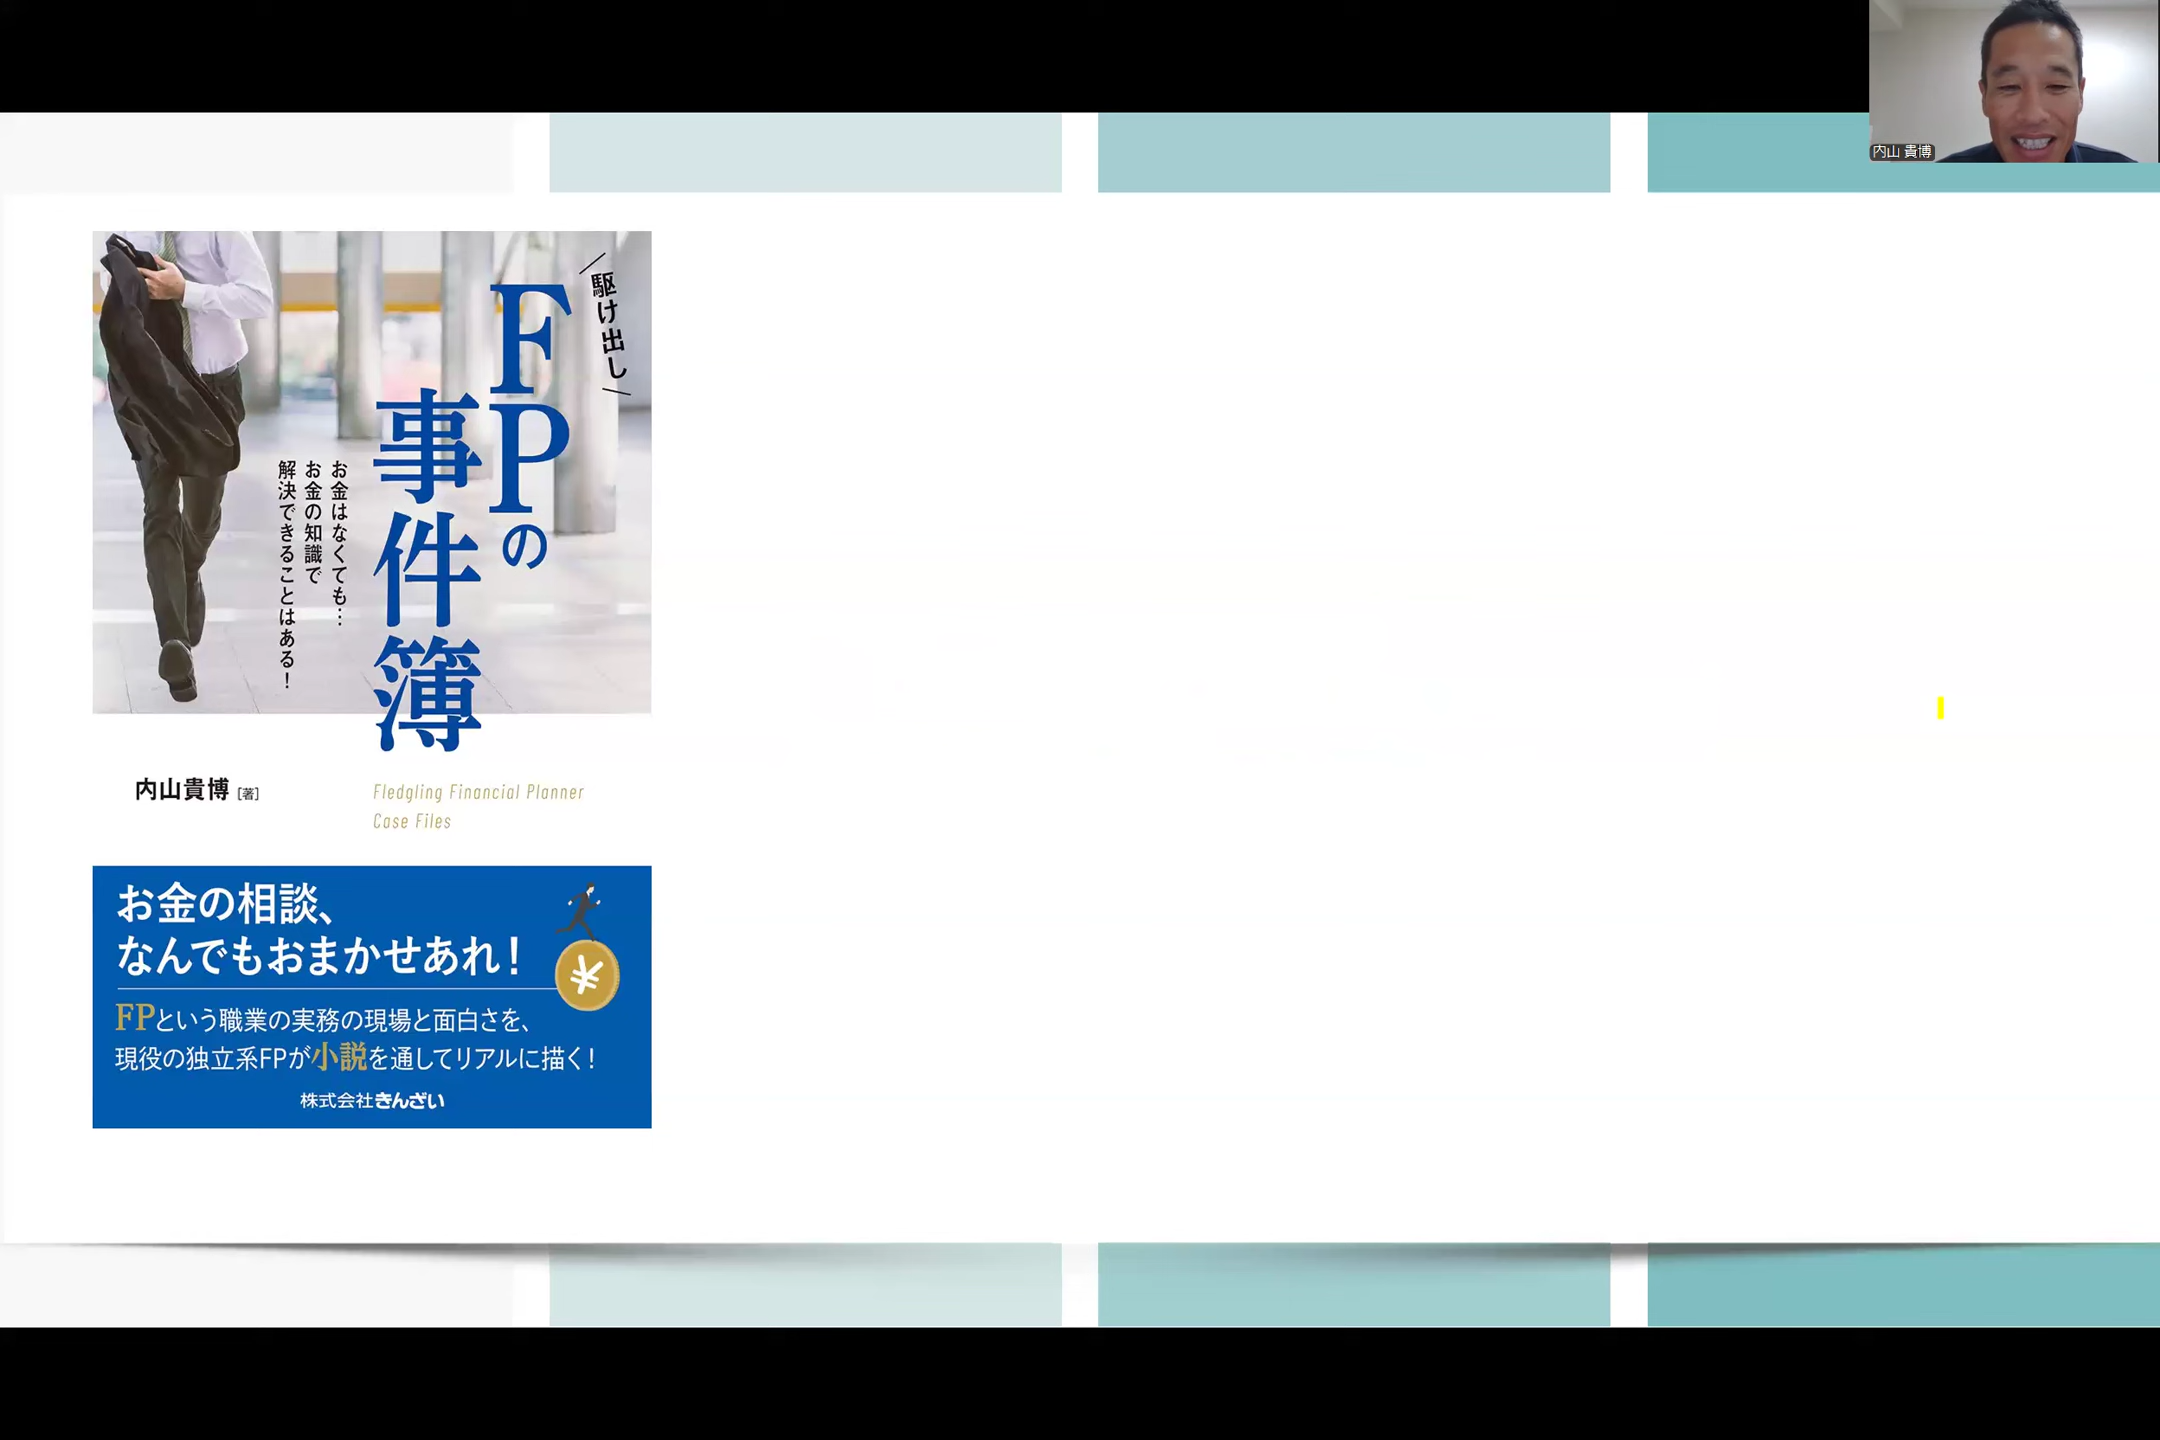 内山 貴博
駆け出し
FPの
事件簿
お金はなくても…
お金の知識で
解決できることはある！
内山貴博［著］
Fledgling Financial Planner
Case Files
お金の相談、
なんでもおまかせあれ！
¥
FPという職業の実務の現場と面白さを、
現役の独立系FPが小説を通してリアルに描く！
株式会社きんざい